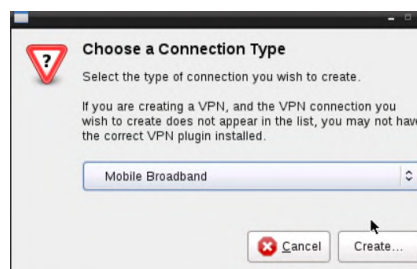 Choose a Connection Type
Select the type of connection you wish to create.
If you are creating a VPN, and the VPN connection you
wish to create does not appear in the list, you may not have
the correct VPN plugin installed.
Mobile Broadband
Cancel
Create...